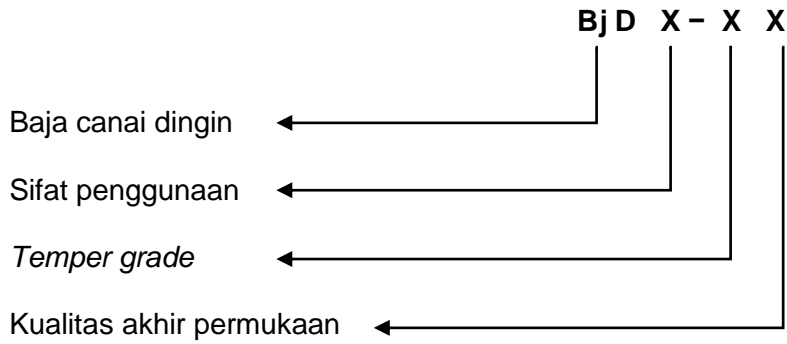 BjD X – X X
Baja canai dingin
Sifat penggunaan
Temper grade
Kualitas akhir permukaan